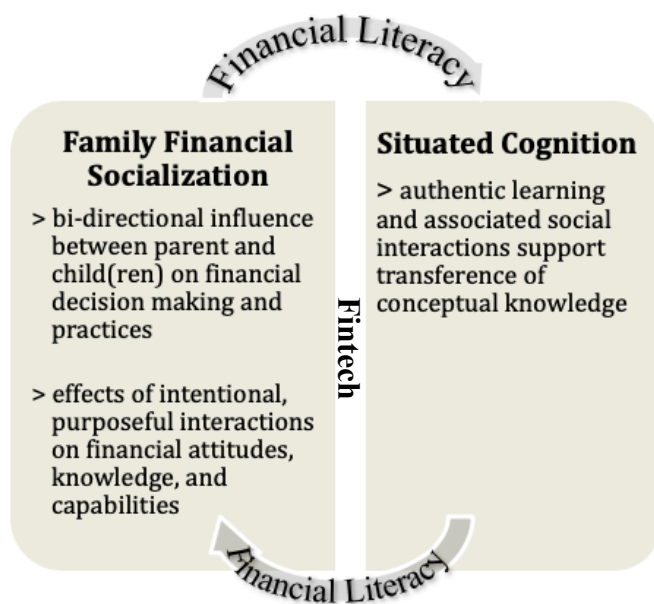 Financial Literacy
Family Financial
Socialization
> bi-directional influence
between parent and
child(ren) on financial
decision making and
practices
> effects of intentional,
purposeful interactions
on financial attitudes,
knowledge, and
capabilities
Fintech
Situated Cognition
> authentic learning
and associated social
interactions support
transference of
conceptual knowledge
Financial Literacy